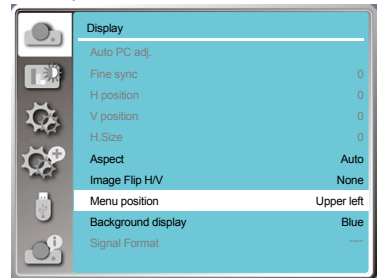 Display
Auto PC adj.
Fine sync 0
H position 0
V position 0
H.Size 0
Aspect Auto
Image Flip H/V None
Menu position Upper left
Background display Blue
Signal Format ----